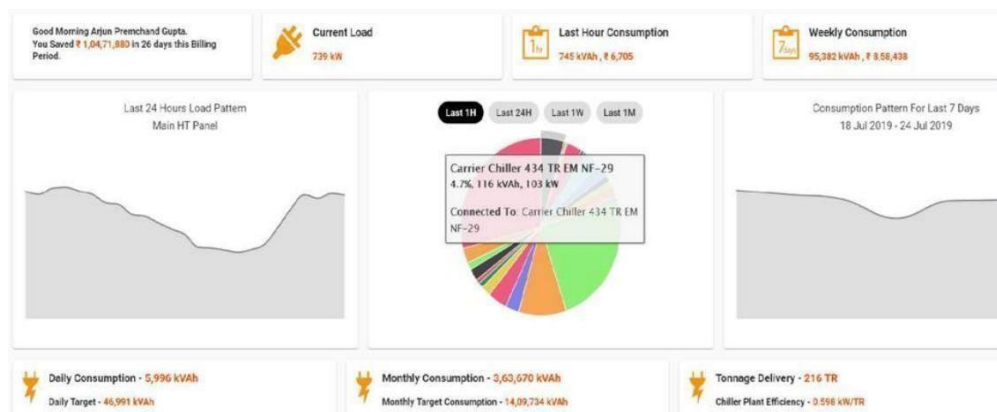 Good Morning Arjun Premchand Gupta.
You Saved ₹ 1,04,71,880 in 26 days this Billing
Period.
Current Load
739 kW
1hr
Last Hour Consumption
745 kVAh , ₹ 6,705
7days
Weekly Consumption
95,382 kVAh , ₹ 8,58,438
Last 24 Hours Load Pattern
Main HT Panel
Last 1H
Last 24H
Last 1W
Last 1M
Carrier Chiller 434 TR EM NF-29
4.7%, 116 kVAh, 103 kW
Connected To: Carrier Chiller 434 TR EM
NF-29
Consumption Pattern For Last 7 Days
18 Jul 2019 - 24 Jul 2019
Daily Consumption - 5,996 kVAh
Daily Target - 46,991 kVAh
Monthly Consumption - 3,63,670 kVAh
Monthly Target Consumption - 14,09,734 kVAh
Tonnage Delivery - 216 TR
Chiller Plant Efficiency - 0.598 kW/TR